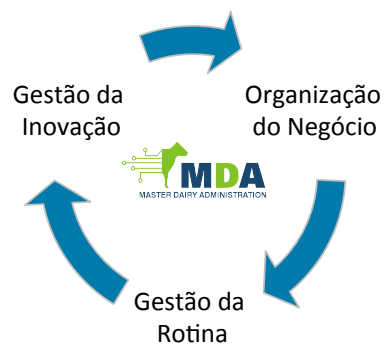 Gestão da
Inovação
Organização
do Negócio
MDA
MASTER DAIRY ADMINISTRATION
Gestão da
Rotina